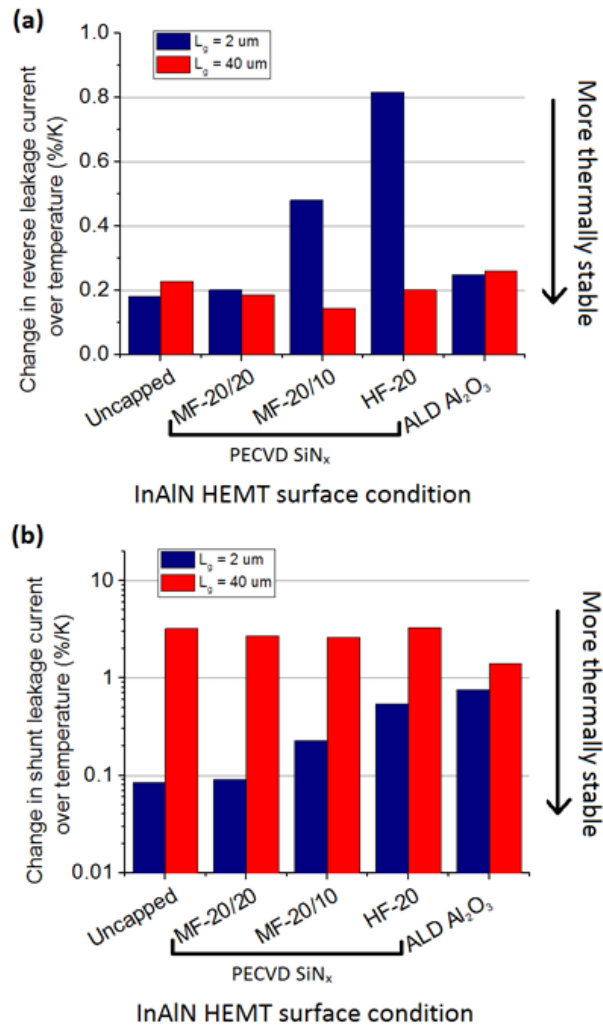 (a)
1.0
0.8
0.6
0.4
0.2
0.0
Change in reverse leakage current
over temperature (%/K)
L_g = 2 um
L_g = 40 um
More thermally stable
Uncapped
MF-20/20
MF-20/10
HF-20
ALD Al₂O₃
PECVD SiNₓ
InAlN HEMT surface condition
(b)
10
1
0.1
0.01
Change in shunt leakage current
over temperature (%/K)
L_g = 2 um
L_g = 40 um
More thermally stable
Uncapped
MF-20/20
MF-20/10
HF-20
ALD Al₂O₃
PECVD SiNₓ
InAlN HEMT surface condition